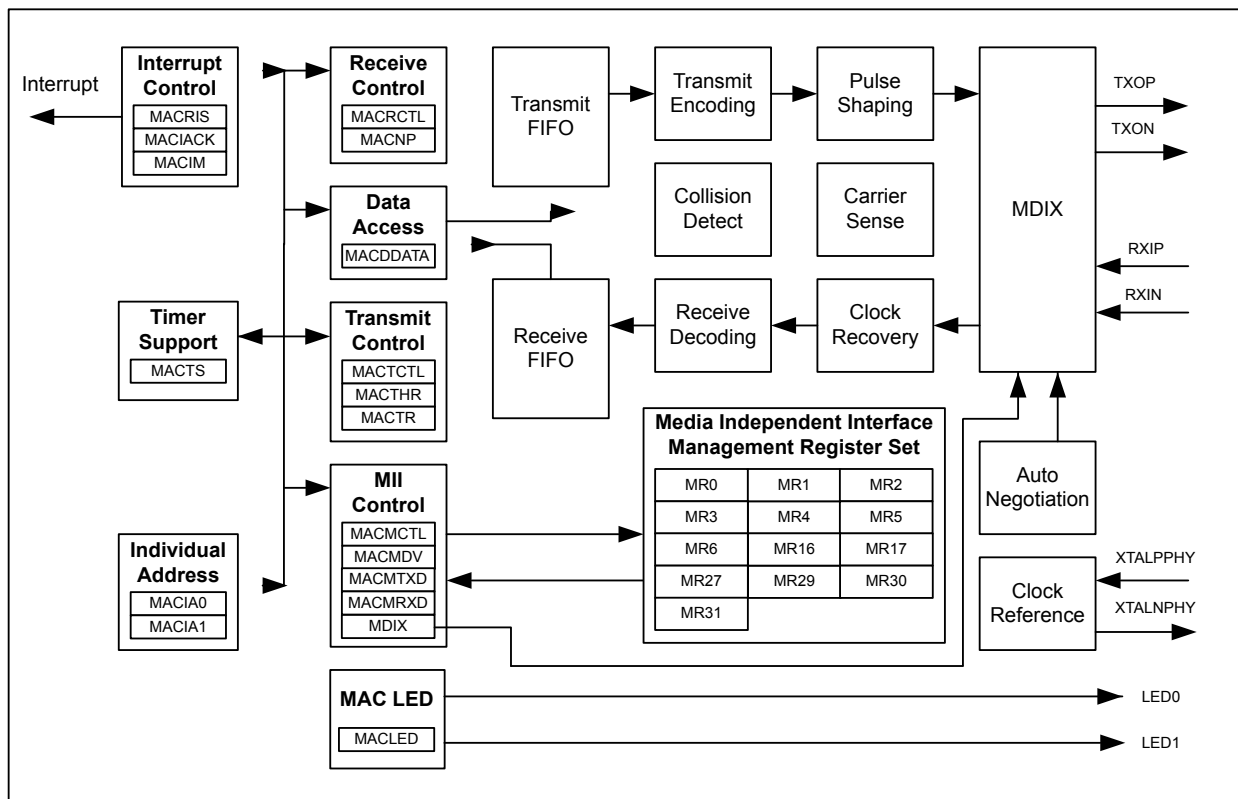 Interrupt
Interrupt
Control
MACRIS
MACIACK
MACIM
Timer
Support
MACTS
Individual
Address
MACIA0
MACIA1
Receive
Control
MACRCTL
MACNP
Data
Access
MACDDATA
Transmit
Control
MACTCTL
MACTHR
MACTR
MII
Control
MACMCTL
MACMDV
MACMTXD
MACMRXD
MDIX
MAC LED
MACLED
Transmit
FIFO
Receive
FIFO
Transmit
Encoding
Pulse
Shaping
Collision
Detect
Carrier
Sense
Receive
Decoding
Clock
Recovery
MDIX
TXOP
TXON
RXIP
RXIN
Media Independent Interface
Management Register Set
MR0 MR1 MR2
MR3 MR4 MR5
MR6 MR16 MR17
MR27 MR29 MR30
MR31
Auto
Negotiation
Clock
Reference
XTALPPHY
XTALNPHY
LED0
LED1